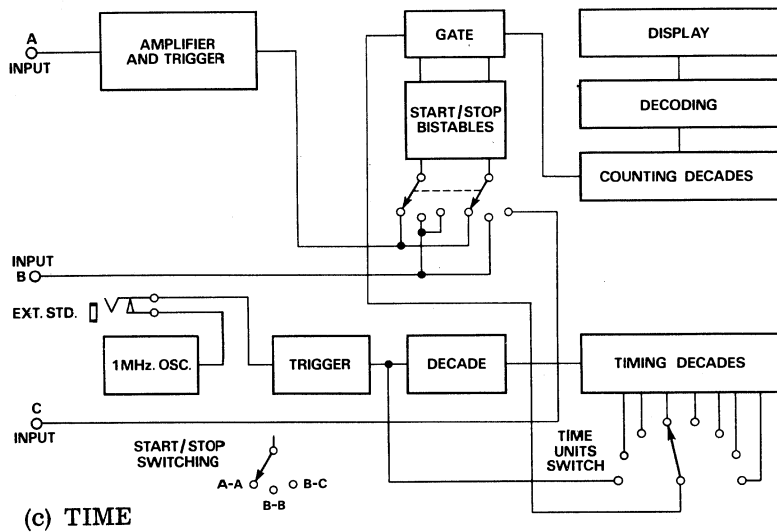 A
INPUT
AMPLIFIER
AND TRIGGER
GATE
DISPLAY
START/STOP
BISTABLES
DECODING
COUNTING DECADES
INPUT
B
EXT. STD.
1MHz. OSC.
TRIGGER
DECADE
TIMING DECADES
C
INPUT
START/STOP
SWITCHING
A-A
B-B
B-C
TIME
UNITS
SWITCH
(c) TIME